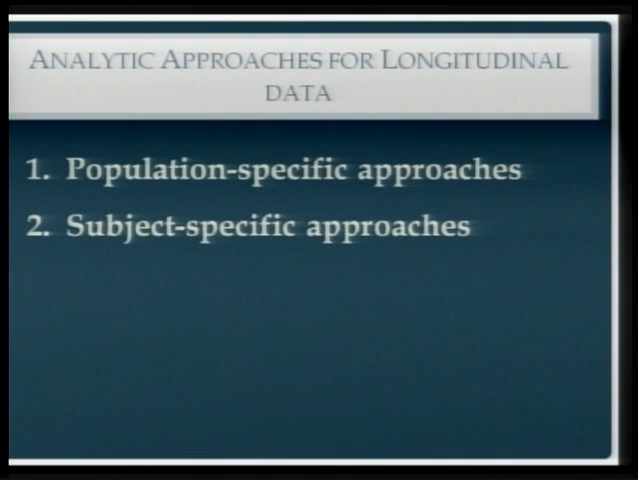 ANALYTIC APPROACHES FOR LONGITUDINAL
DATA
1. Population-specific approaches
2. Subject-specific approaches